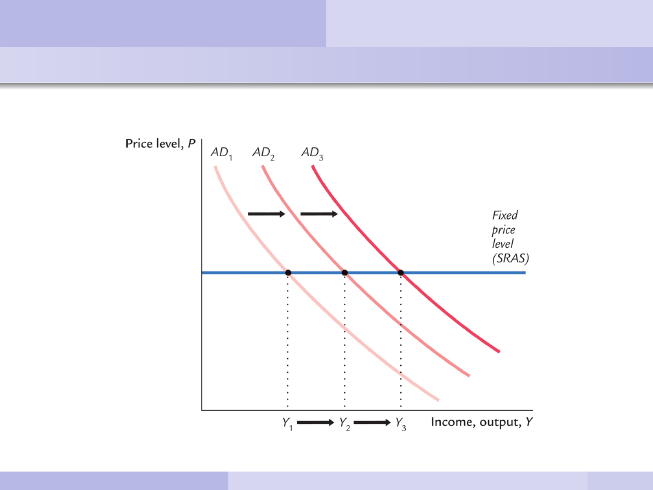 Price level, P
AD1 AD2 AD3
Fixed
price
level
(SRAS)
Y1 Y2 Y3 Income, output, Y